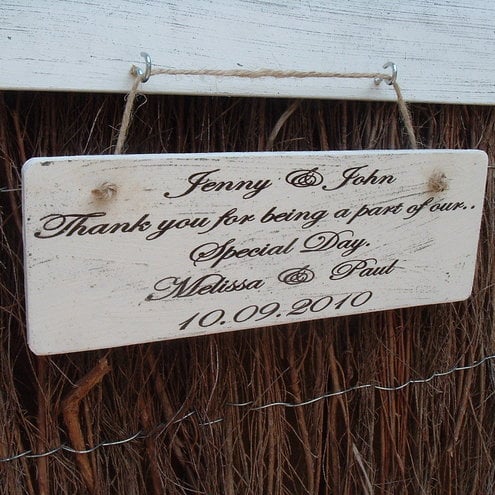 Jenny & John
Thank you for being a part of our..
Special Day.
Melissa & Paul
10.09.2010